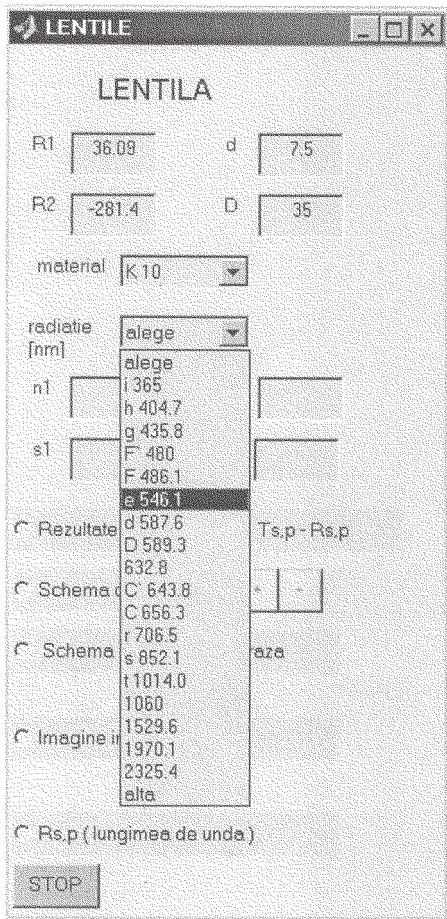 LENTILE
LENTILA
R1 36.09 d 7.5
R2 -281.4 D 35
material K 10
radiatie alege
[nm]
alege
n1 i 365
h 404.7
g 435.8
s1 F` 480
F 486.1
e 546.1
Rezultate d 587.6 Ts,p - Rs,p
D 589.3
632.8
Schema C` 643.8 + -
C 656.3
r 706.5
Schema s 852.1 raza
t 1014.0
1060
1529.6
Imagine 1970.1
2325.4
alta
Rs,p ( lungimea de unda )
STOP